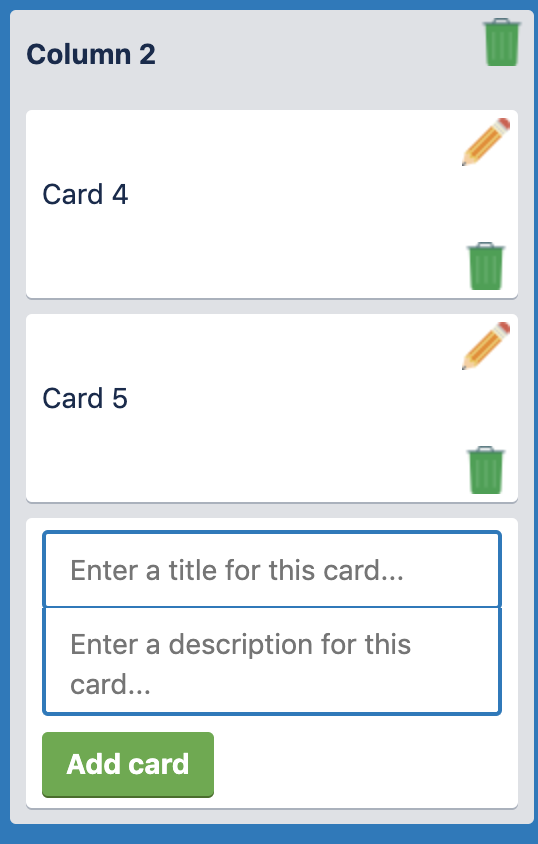 Column 2
Card 4
Card 5
Enter a title for this card...
Enter a description for this
card...
Add card